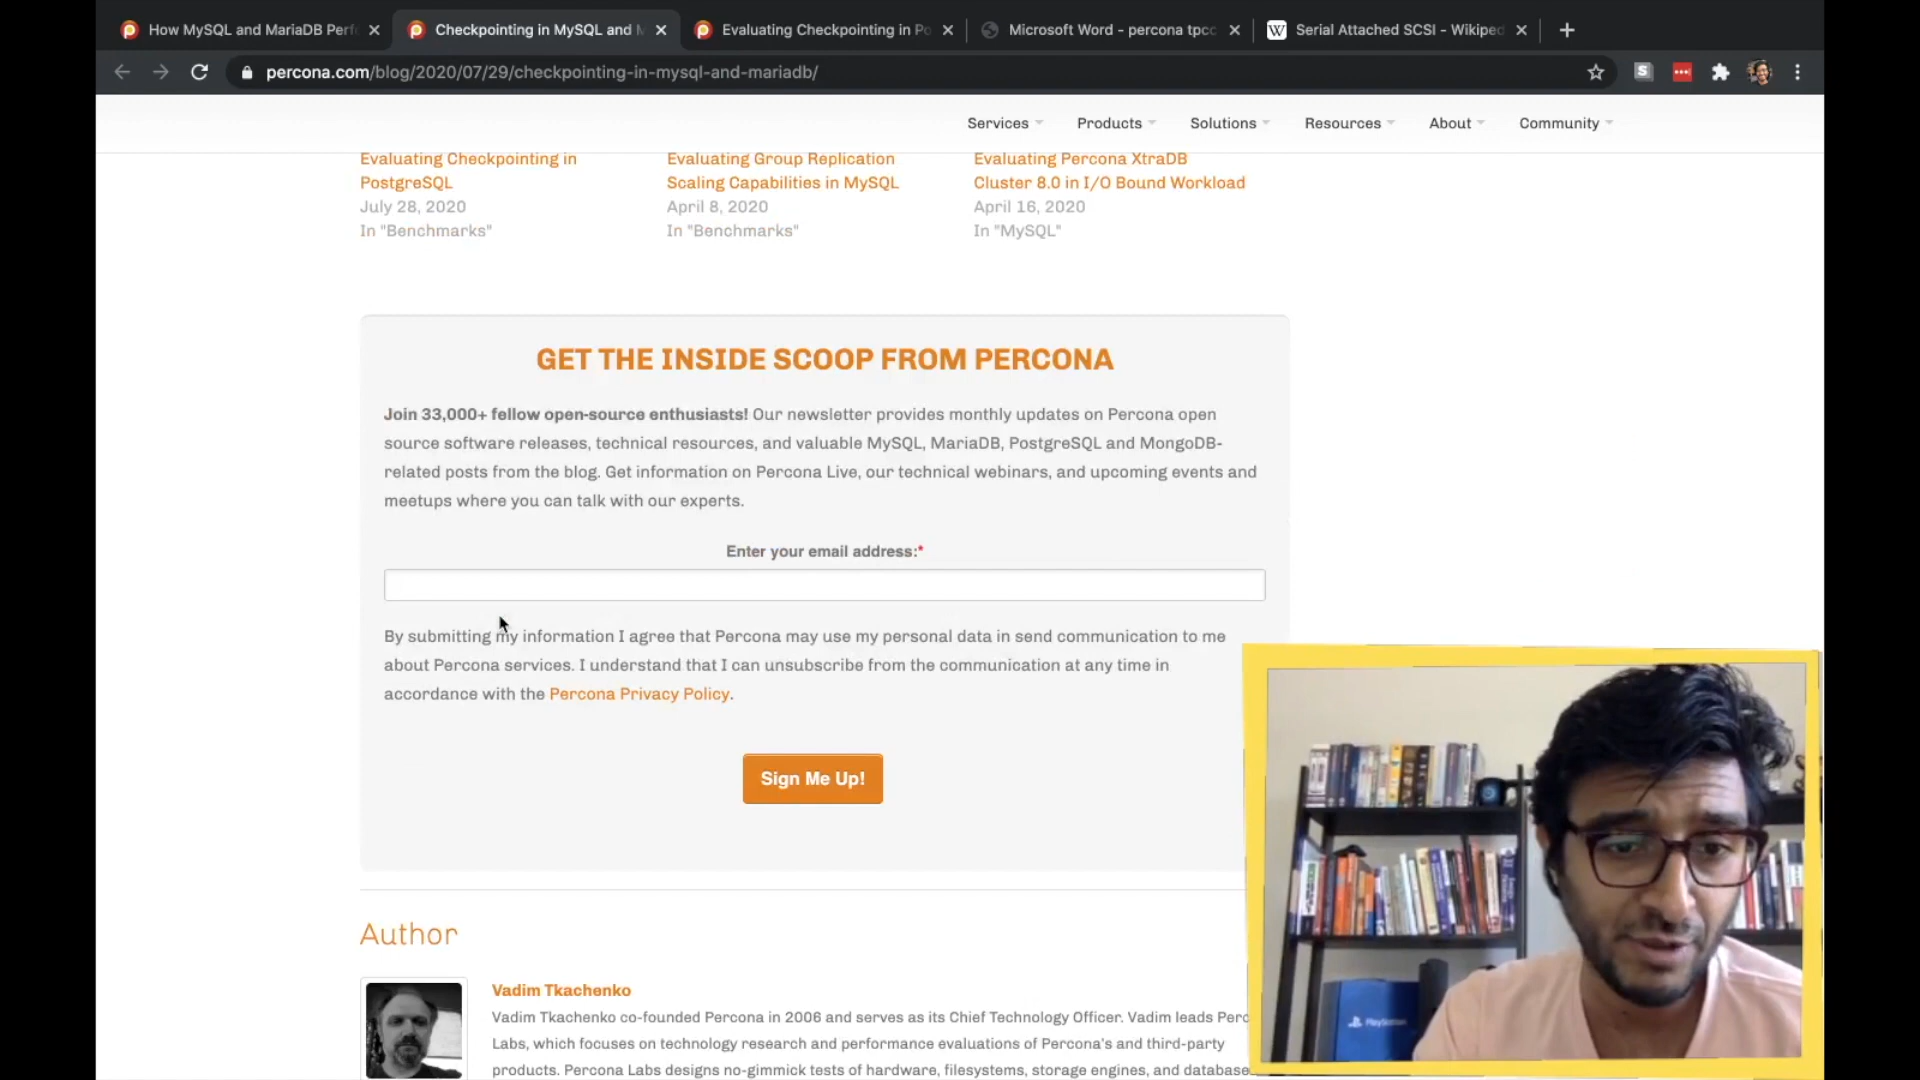 How MySQL and MariaDB Perf
Checkpointing in MySQL and M
Evaluating Checkpointing in Po
Microsoft Word - percona tpcc
Serial Attached SCSI - Wikiped
percona.com/blog/2020/07/29/checkpointing-in-mysql-and-mariadb/
Services
Products
Solutions
Resources
About
Community
Evaluating Checkpointing in
PostgreSQL
July 28, 2020
In "Benchmarks"
Evaluating Group Replication
Scaling Capabilities in MySQL
April 8, 2020
In "Benchmarks"
Evaluating Percona XtraDB
Cluster 8.0 in I/O Bound Workload
April 16, 2020
In "MySQL"
GET THE INSIDE SCOOP FROM PERCONA
Join 33,000+ fellow open-source enthusiasts! Our newsletter provides monthly updates on Percona open
source software releases, technical resources, and valuable MySQL, MariaDB, PostgreSQL and MongoDB-
related posts from the blog. Get information on Percona Live, our technical webinars, and upcoming events and
meetups where you can talk with our experts.
Enter your email address:*
By submitting my information I agree that Percona may use my personal data in send communication to me
about Percona services. I understand that I can unsubscribe from the communication at any time in
accordance with the Percona Privacy Policy.
Sign Me Up!
Author
Vadim Tkachenko
Vadim Tkachenko co-founded Percona in 2006 and serves as its Chief Technology Officer. Vadim leads Perc
Labs, which focuses on technology research and performance evaluations of Percona's and third-party
products. Percona Labs designs no-gimmick tests of hardware, filesystems, storage engines, and database
PlayStation